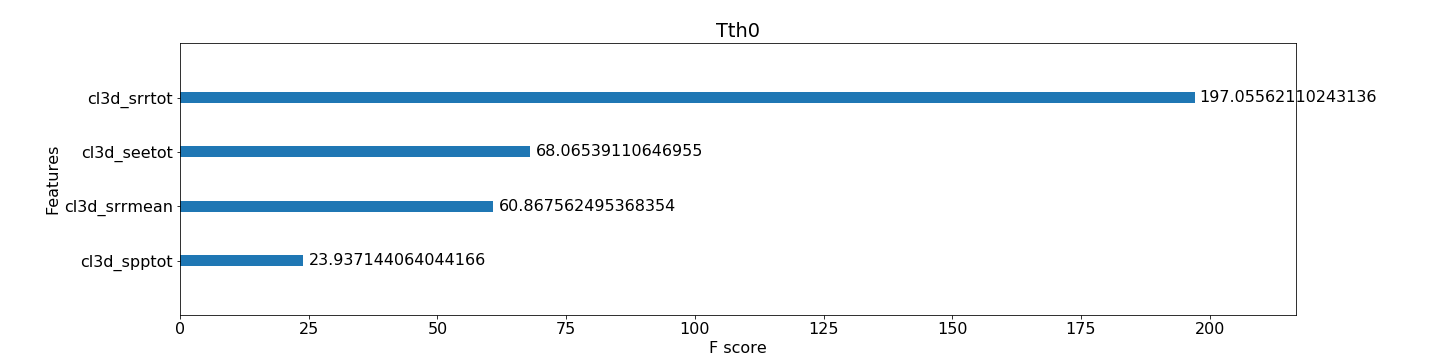 Tth0
cl3d_srrtot
197.05562110243136
cl3d_seetot
68.06539110646955
cl3d_srrmean
60.867562495368354
cl3d_spptot
23.937144064044166
Features
0 25 50 75 100 125 150 175 200
F score